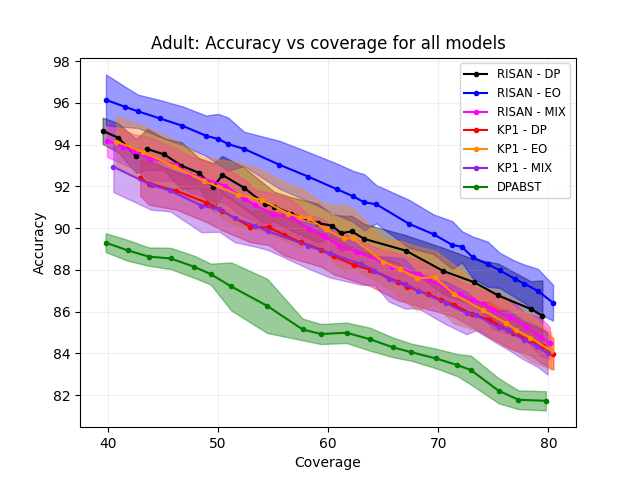 Adult: Accuracy vs coverage for all models
98
96
94
92
90
88
86
84
82
Accuracy
RISAN - DP
RISAN - EO
RISAN - MIX
KP1 - DP
KP1 - EO
KP1 - MIX
DPABST
40 50 60 70 80
Coverage